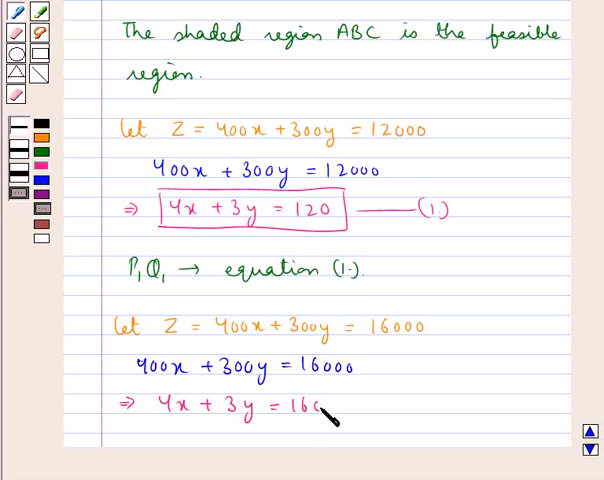 The shaded region ABC is the feasible
region.
let Z = 400x + 300y = 12000
400x + 300y = 12000
⇒ 4x + 3y = 120 —— (1.)
P₁Q₁ → equation (1.).
let Z = 400x + 300y = 16000
400x + 300y = 16000
⇒ 4x + 3y = 160